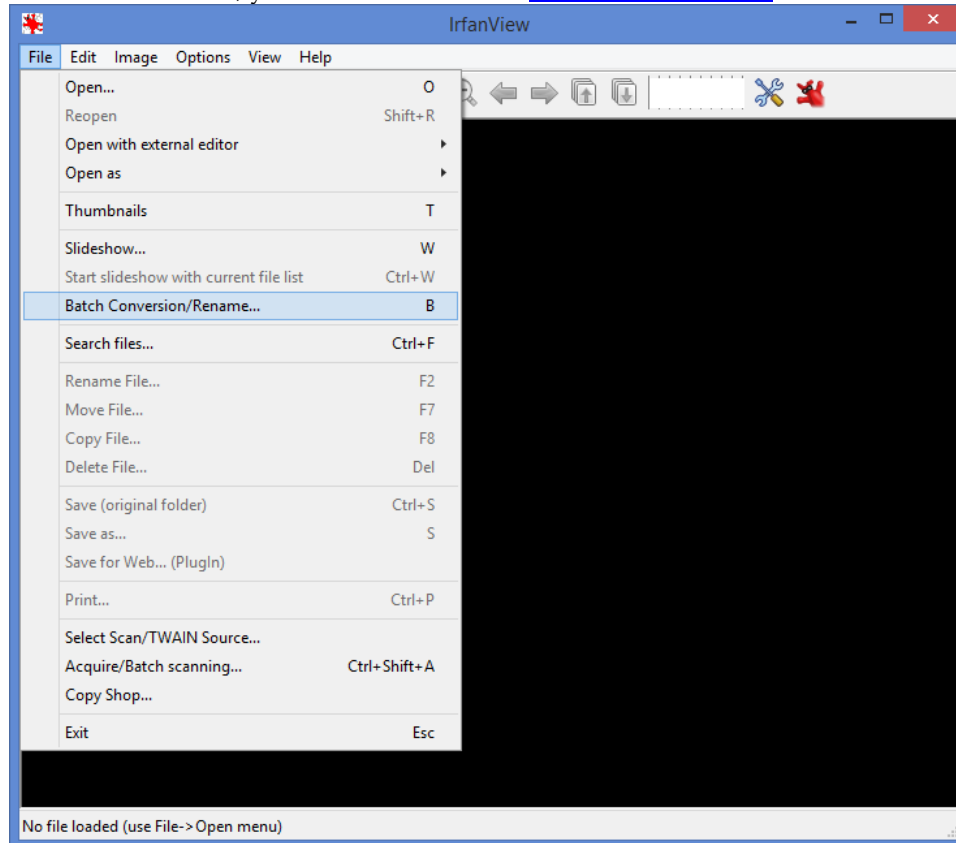 IrfanView
File Edit Image Options View Help
Open... O
Reopen Shift+R
Open with external editor
Open as
Thumbnails T
Slideshow... W
Start slideshow with current file list Ctrl+W
Batch Conversion/Rename... B
Search files... Ctrl+F
Rename File... F2
Move File... F7
Copy File... F8
Delete File... Del
Save (original folder) Ctrl+S
Save as... S
Save for Web... (PlugIn)
Print... Ctrl+P
Select Scan/TWAIN Source...
Acquire/Batch scanning... Ctrl+Shift+A
Copy Shop...
Exit Esc
No file loaded (use File->Open menu)